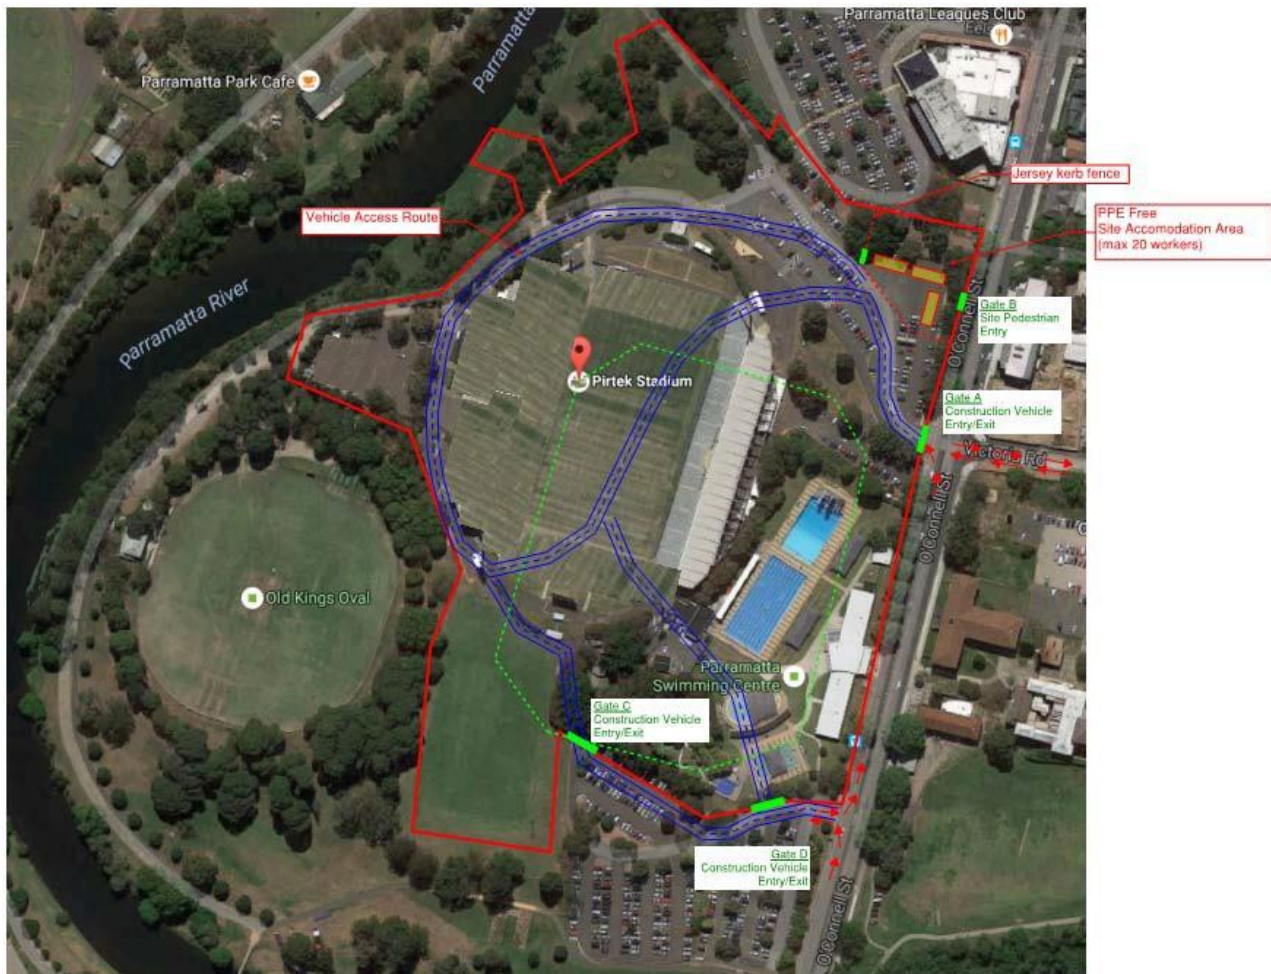 Parramatta Leagues Club
Parramatta
Parramatta Park Cafe
Jersey kerb fence
Vehicle Access Route
PPE Free
Site Accomodation Area
(max 20 workers)
Parramatta River
Gate B
Site Pedestrian
Entry
O'Connell St
Pirtek Stadium
Gate A
Construction Vehicle
Entry/Exit
Victoria Rd
O'Connell St
Old Kings Oval
Parramatta
Swimming Centre
Gate C
Construction Vehicle
Entry/Exit
Gate D
Construction Vehicle
Entry/Exit
O'Connell St